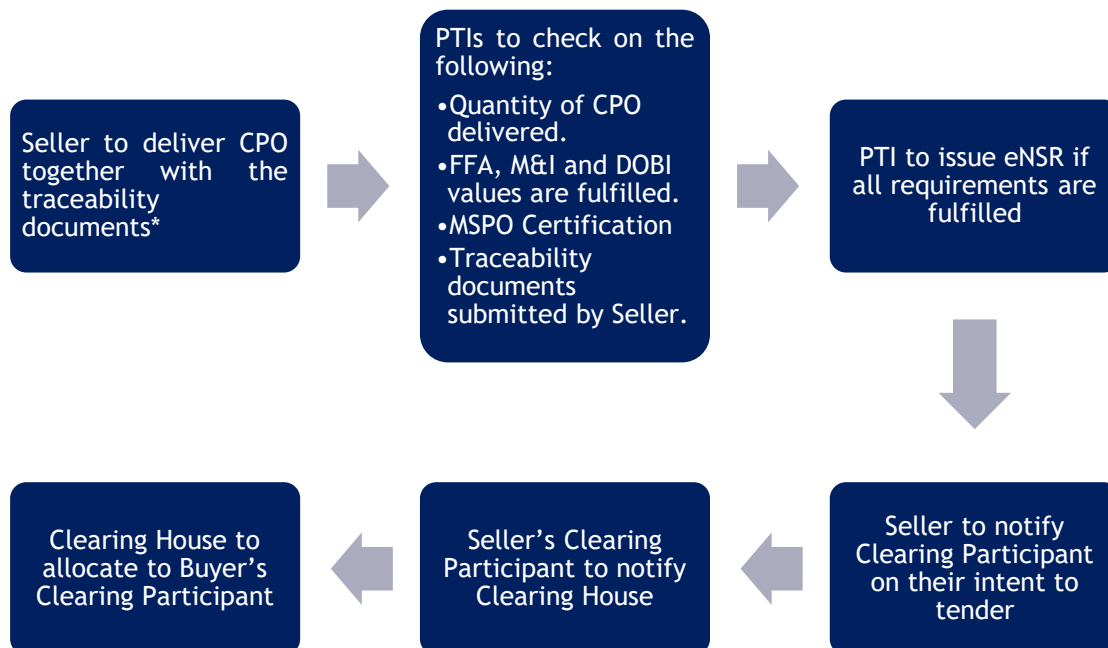 Seller to deliver CPO
together with the
traceability
documents*
PTIs to check on the
following:
•Quantity of CPO
delivered.
•FFA, M&I and DOBI
values are fulfilled.
•MSPO Certification
•Traceability
documents
submitted by Seller.
PTI to issue eNSR if
all requirements are
fulfilled
Seller to notify
Clearing Participant
on their intent to
tender
Seller’s Clearing
Participant to notify
Clearing House
Clearing House to
allocate to Buyer’s
Clearing Participant